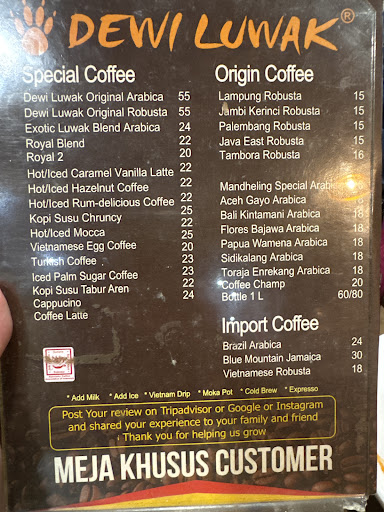 DEWI LUWAK ®
Special Coffee
Dewi Luwak Original Arabica 55
Dewi Luwak Original Robusta 55
Exotic Luwak Blend Arabica 24
Royal Blend 22
Royal 2 22
Hot/Iced Caramel Vanilla Latte 22
Hot/Iced Hazelnut Coffee 22
Hot/Iced Rum-delicious Coffee 22
Kopi Susu Chruncy 25
Hot/Iced Mocca 22
Vietnamese Egg Coffee 20
Turkish Coffee 23
Iced Palm Sugar Coffee 23
Kopi Susu Tabur Aren 22
Cappucino 24
Coffee Latte
Origin Coffee
Lampung Robusta 15
Jambi Kerinci Robusta 15
Palembang Robusta 15
Java East Robusta 15
Tambora Robusta 16
Mandheling Special
Aceh Gayo Arabica 18
Bali Kintamani Arabica 18
Flores Bajawa Arabica 18
Papua Wamena Arabica 18
Sidikalang Arabica 18
Toraja Enrekang Arabica 18
Coffee Champ 20
Bottle 1 L 60/80
Import Coffee
Brazil Arabica 24
Blue Mountain Jamaica 30
Vietnamese Robusta 18
* Add Milk * Add Ice * Vietnam Drip * Moka Pot * Cold Brew * Expresso
Post Your review on Tripadvisor or Google or Instagram
and shared your experience to your family and friend
Thank you for helping us grow
MEJA KHUSUS CUSTOMER